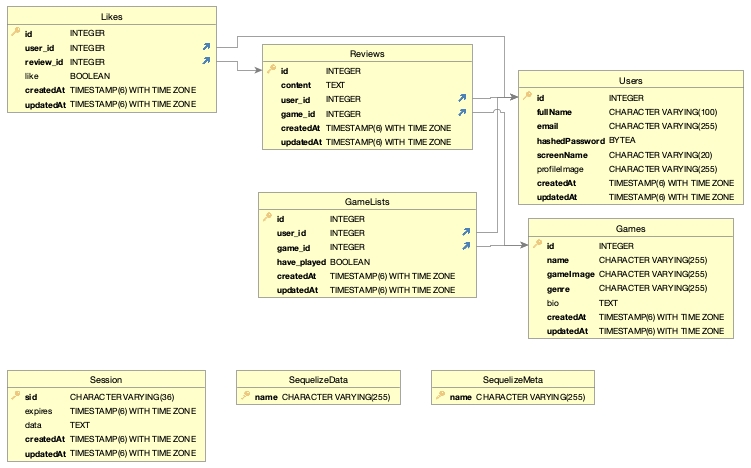 Likes
id INTEGER
user_id INTEGER
review_id INTEGER
like BOOLEAN
createdAt TIMESTAMP(6) WITH TIME ZONE
updatedAt TIMESTAMP(6) WITH TIME ZONE
Reviews
id INTEGER
content TEXT
user_id INTEGER
game_id INTEGER
createdAt TIMESTAMP(6) WITH TIME ZONE
updatedAt TIMESTAMP(6) WITH TIME ZONE
Users
id INTEGER
fullName CHARACTER VARYING(100)
email CHARACTER VARYING(255)
hashedPassword BYTEA
screenName CHARACTER VARYING(20)
profileImage CHARACTER VARYING(255)
createdAt TIMESTAMP(6) WITH TIME ZONE
updatedAt TIMESTAMP(6) WITH TIME ZONE
GameLists
id INTEGER
user_id INTEGER
game_id INTEGER
have_played BOOLEAN
createdAt TIMESTAMP(6) WITH TIME ZONE
updatedAt TIMESTAMP(6) WITH TIME ZONE
Games
id INTEGER
name CHARACTER VARYING(255)
gameImage CHARACTER VARYING(255)
genre CHARACTER VARYING(255)
bio TEXT
createdAt TIMESTAMP(6) WITH TIME ZONE
updatedAt TIMESTAMP(6) WITH TIME ZONE
Session
sid CHARACTER VARYING(36)
expires TIMESTAMP(6) WITH TIME ZONE
data TEXT
createdAt TIMESTAMP(6) WITH TIME ZONE
updatedAt TIMESTAMP(6) WITH TIME ZONE
SequelizeData
name CHARACTER VARYING(255)
SequelizeMeta
name CHARACTER VARYING(255)